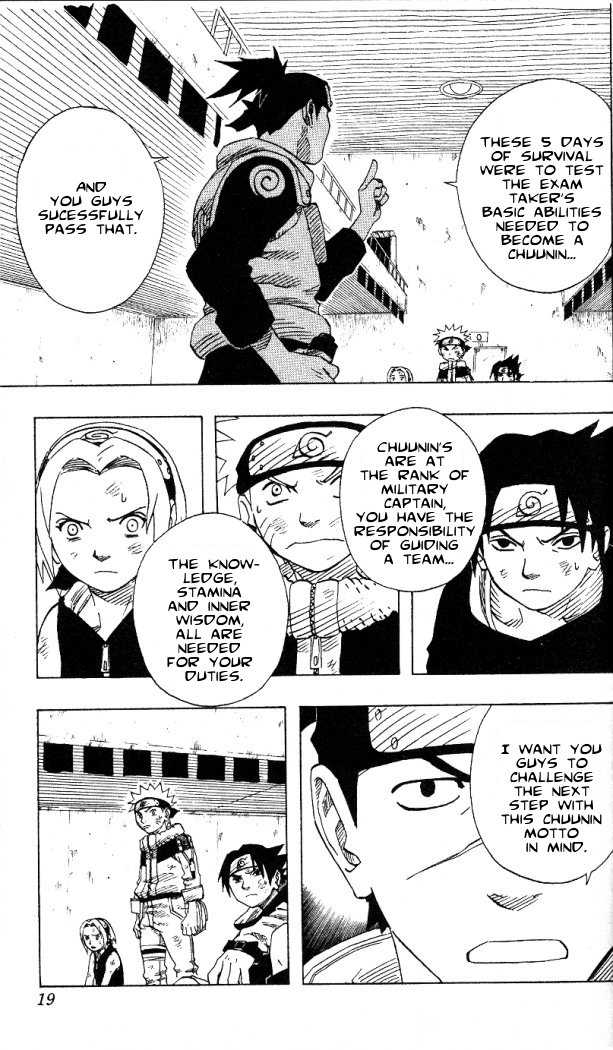 THESE 5 DAYS
OF SURVIVAL
WERE TO TEST
THE EXAM
TAKER'S
BASIC ABILITIES
NEEDED TO
BECOME A
CHUUNIN...
AND
YOU GUYS
SUCESSFULLY
PASS THAT.
CHUUNIN'S
ARE AT
THE RANK OF
MILITARY
CAPTAIN,
YOU HAVE THE
RESPONSIBILITY
OF GUIDING
A TEAM...
THE KNOW-
LEDGE,
STAMINA
AND INNER
WISDOM,
ALL ARE
NEEDED
FOR YOUR
DUTIES.
I WANT YOU
GUYS TO
CHALLENGE
THE NEXT
STEP WITH
THIS CHUUNIN
MOTTO
IN MIND.
19